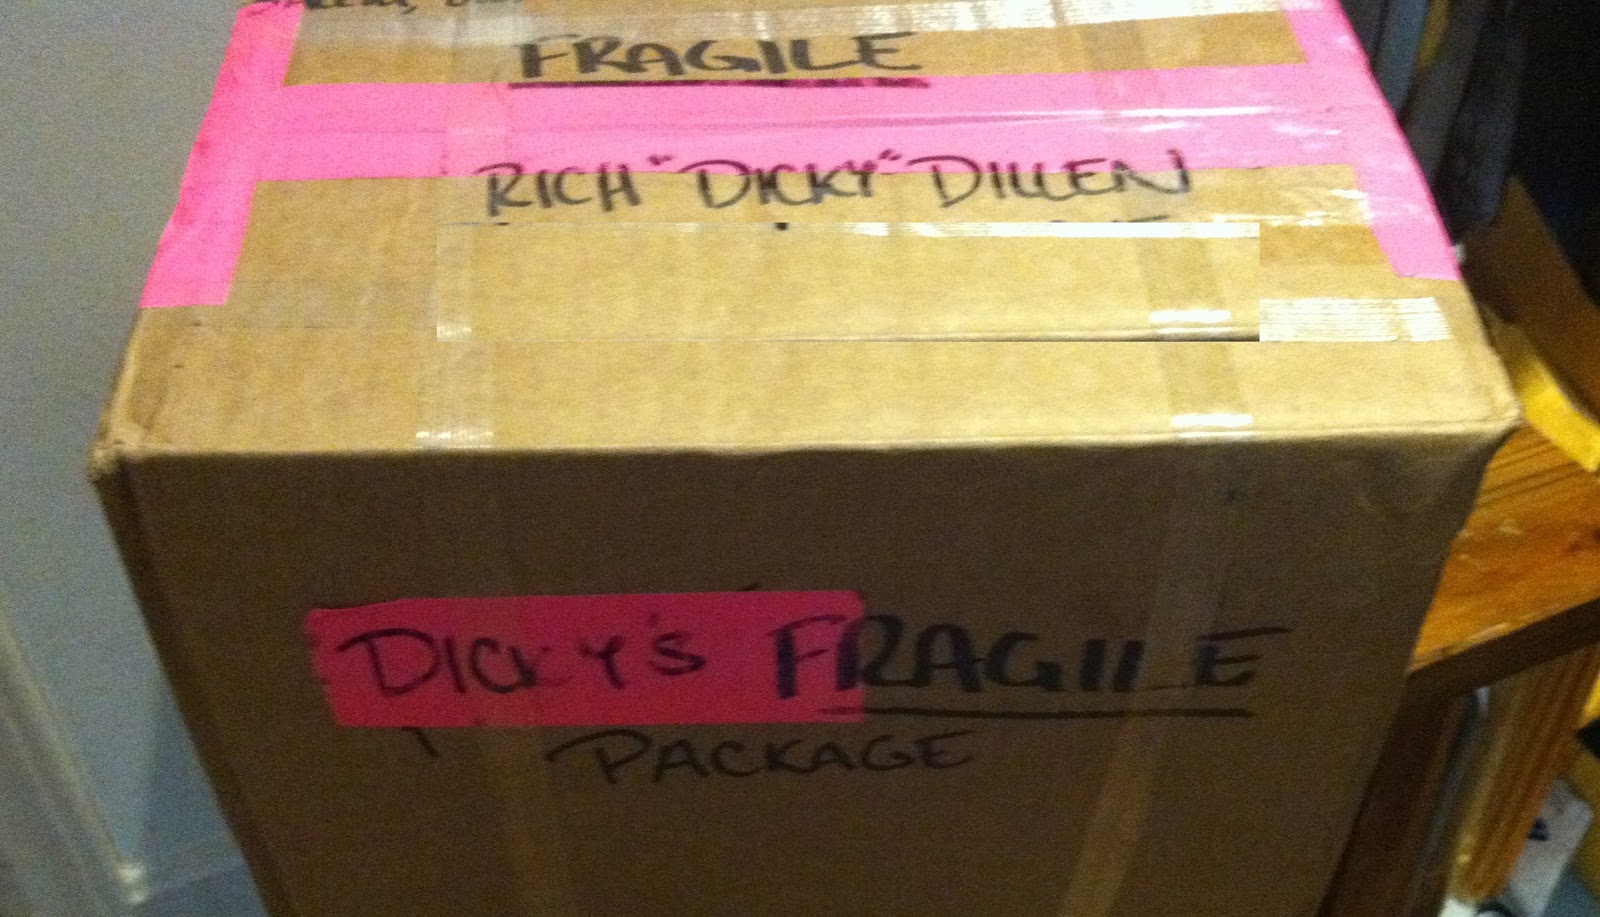 FRAGILE
RICH "DICKY" DILLEN
DICKY'S FRAGILE
PACKAGE